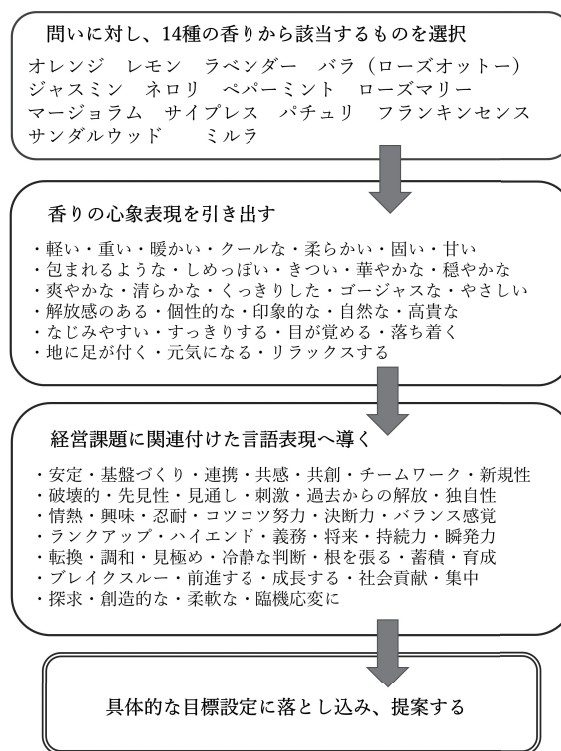 問いに対し、14種の香りから該当するものを選択
オレンジ　レモン　ラベンダー　バラ（ローズオットー）
ジャスミン　ネロリ　ペパーミント　ローズマリー
マージョラム　サイプレス　パチュリ　フランキンセンス
サンダルウッド　　ミルラ
香りの心象表現を引き出す
・軽い・重い・暖かい・クールな・柔らかい・固い・甘い
・包まれるような・しめっぽい・きつい・華やかな・穏やかな
・爽やかな・清らかな・くっきりした・ゴージャスな・やさしい
・解放感のある・個性的な・印象的な・自然な・高貴な
・なじみやすい・すっきりする・目が覚める・落ち着く
・地に足が付く・元気になる・リラックスする
経営課題に関連付けた言語表現へ導く
・安定・基盤づくり・連携・共感・共創・チームワーク・新規性
・破壊的・先見性・見通し・刺激・過去からの解放・独自性
・情熱・興味・忍耐・コツコツ努力・決断力・バランス感覚
・ランクアップ・ハイエンド・義務・将来・持続力・瞬発力
・転換・調和・見極め・冷静な判断・根を張る・蓄積・育成
・ブレイクスルー・前進する・成長する・社会貢献・集中
・探求・創造的な・柔軟な・臨機応変に
具体的な目標設定に落とし込み、提案する